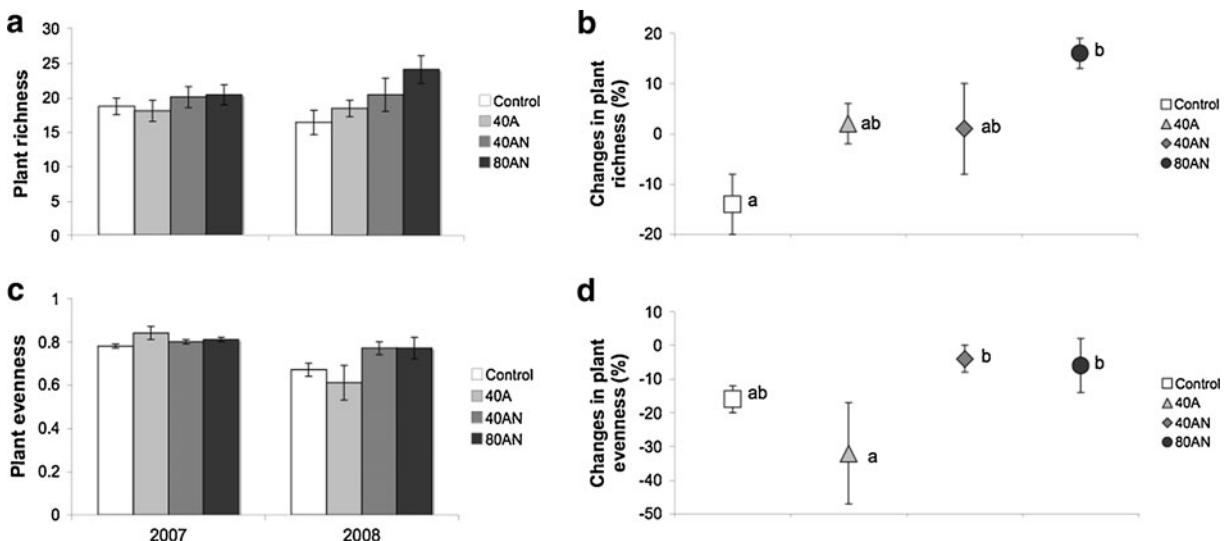 a
Plant richness
30
25
20
15
10
5
0
Control
40A
40AN
80AN
b
Changes in plant
richness (%)
20
10
0
-10
-20
a
ab
ab
b
Control
40A
40AN
80AN
c
Plant evenness
1
0.8
0.6
0.4
0.2
0
2007
2008
Control
40A
40AN
80AN
d
Changes in plant
evenness (%)
10
0
-10
-20
-30
-40
-50
ab
a
b
b
Control
40A
40AN
80AN